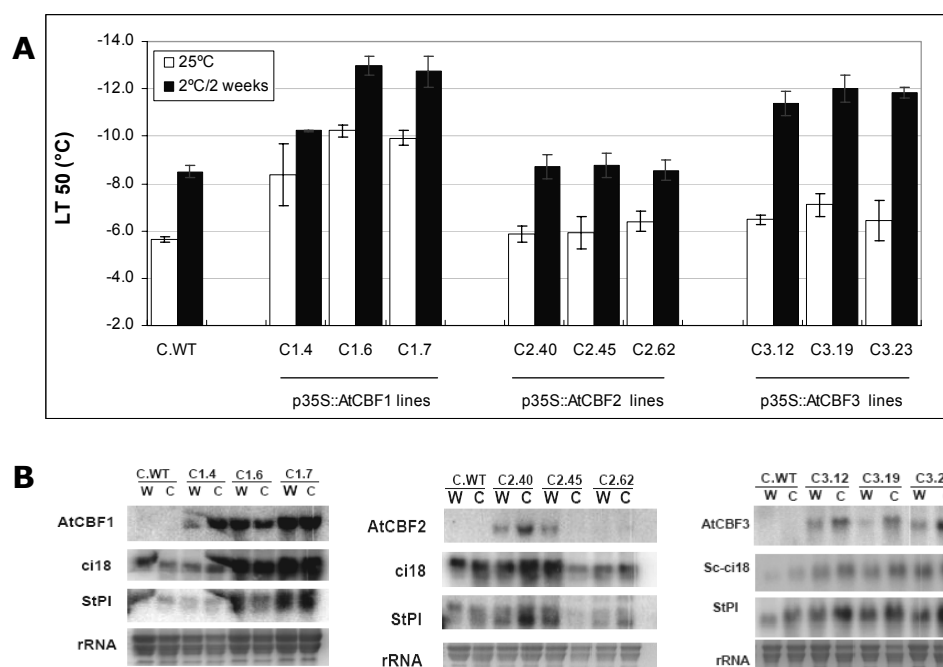 A
-14.0
-12.0
-10.0
-8.0
-6.0
-4.0
-2.0
LT 50 (°C)
25ºC
2ºC/2 weeks
C.WT C1.4 C1.6 C1.7 C2.40 C2.45 C2.62 C3.12 C3.19 C3.23
p35S::AtCBF1 lines p35S::AtCBF2 lines p35S::AtCBF3 lines
B
C.WT C1.4 C1.6 C1.7
W C W C W C W C
AtCBF1
ci18
StPI
rRNA
C.WT C2.40 C2.45 C2.62
W C W C W C W C
AtCBF2
ci18
StPI
rRNA
C.WT C3.12 C3.19 C3.2
W C W C W C W
AtCBF3
Sc-ci18
StPI
rRNA